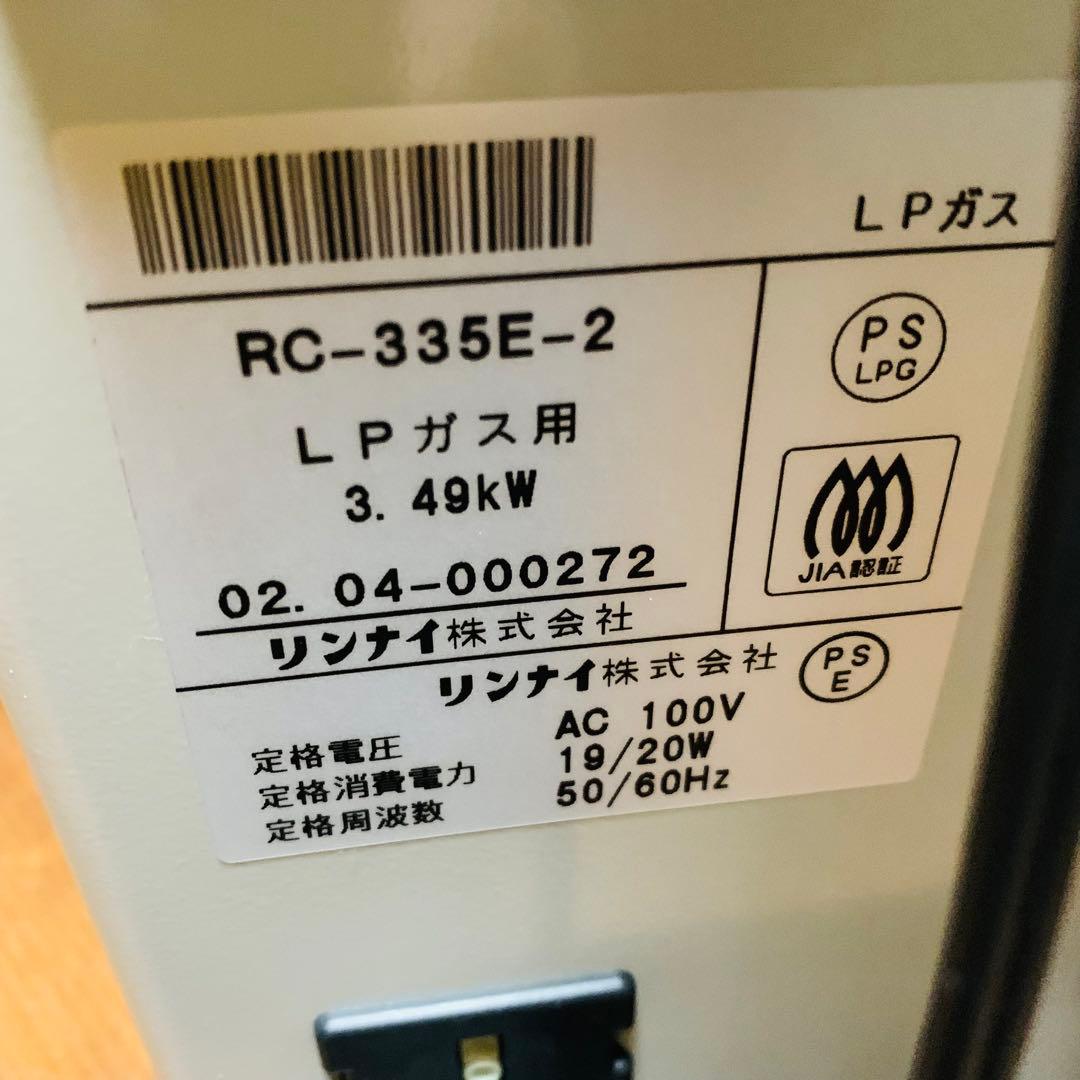 LPガス
RC-335E-2
LPガス用
3.49kW
02.04-000272
リンナイ株式会社
PS
LPG
JIA認証
リンナイ株式会社
PS
E
定格電圧 AC 100V
定格消費電力 19/20W
定格周波数 50/60Hz